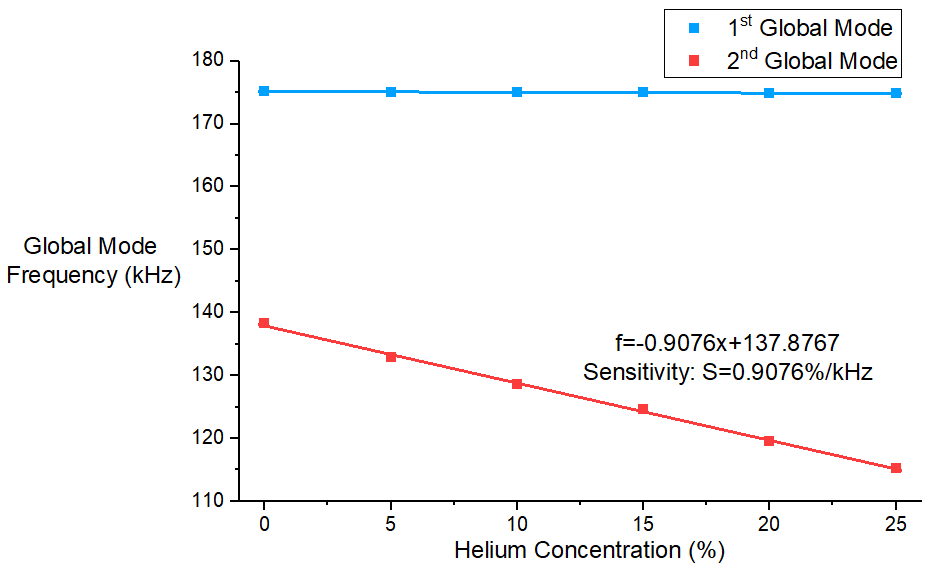 1st Global Mode
2nd Global Mode
180
170
160
150
140
130
120
110
Global Mode
Frequency (kHz)
f=-0.9076x+137.8767
Sensitivity: S=0.9076%/kHz
0 5 10 15 20 25
Helium Concentration (%)